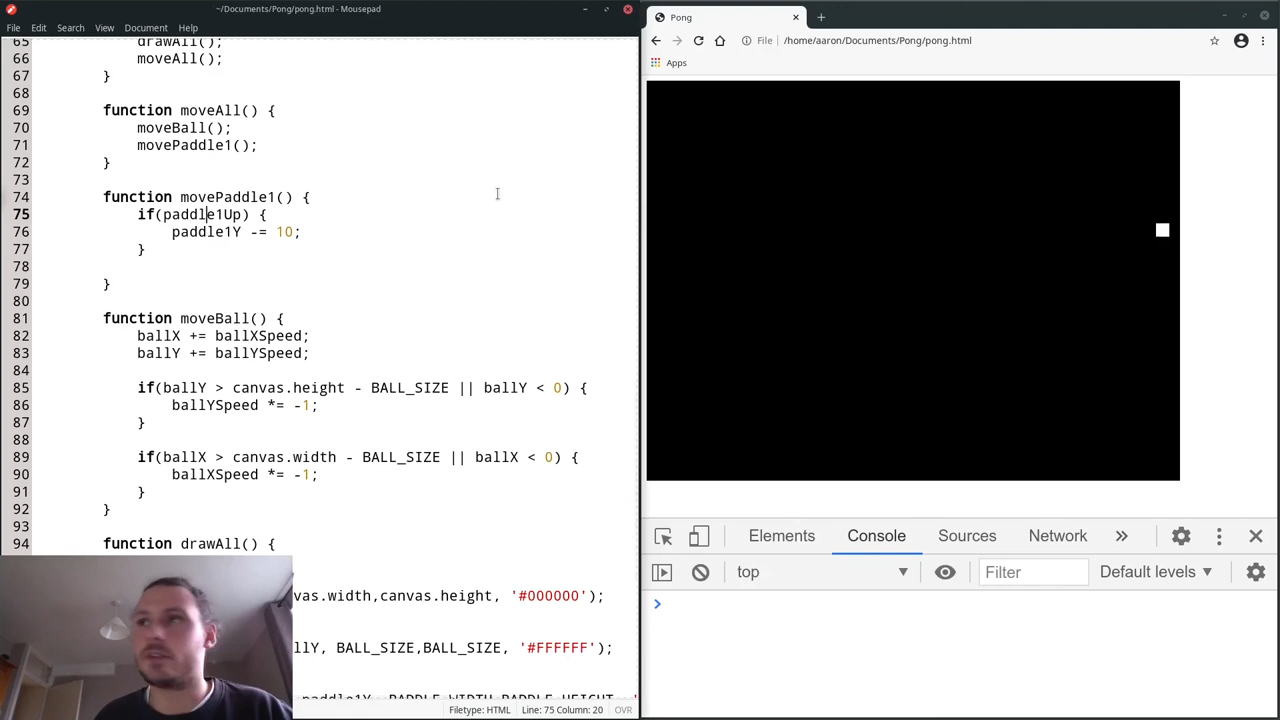 ~/Documents/Pong/pong.html - Mousepad
File Edit Search View Document Help
65 drawAll();
66 moveAll();
67 }
68
69 function moveAll() {
70 moveBall();
71 movePaddle1();
72 }
73
74 function movePaddle1() {
75 if(paddle1Up) {
76 paddle1Y -= 10;
77 }
78
79 }
80
81 function moveBall() {
82 ballX += ballXSpeed;
83 ballY += ballYSpeed;
84
85 if(ballY > canvas.height - BALL_SIZE || ballY < 0) {
86 ballYSpeed *= -1;
87 }
88
89 if(ballX > canvas.width - BALL_SIZE || ballX < 0) {
90 ballXSpeed *= -1;
91 }
92 }
93
94 function drawAll() {
vas.width,canvas.height, '#000000');
llY, BALL_SIZE,BALL_SIZE, '#FFFFFF');
paddle1Y, PADDLE_WIDTH,PADDLE_HEIGHT,
Filetype: HTML Line: 75 Column: 20 OVR
Pong
File /home/aaron/Documents/Pong/pong.html
Apps
Elements Console Sources Network
top Filter Default levels